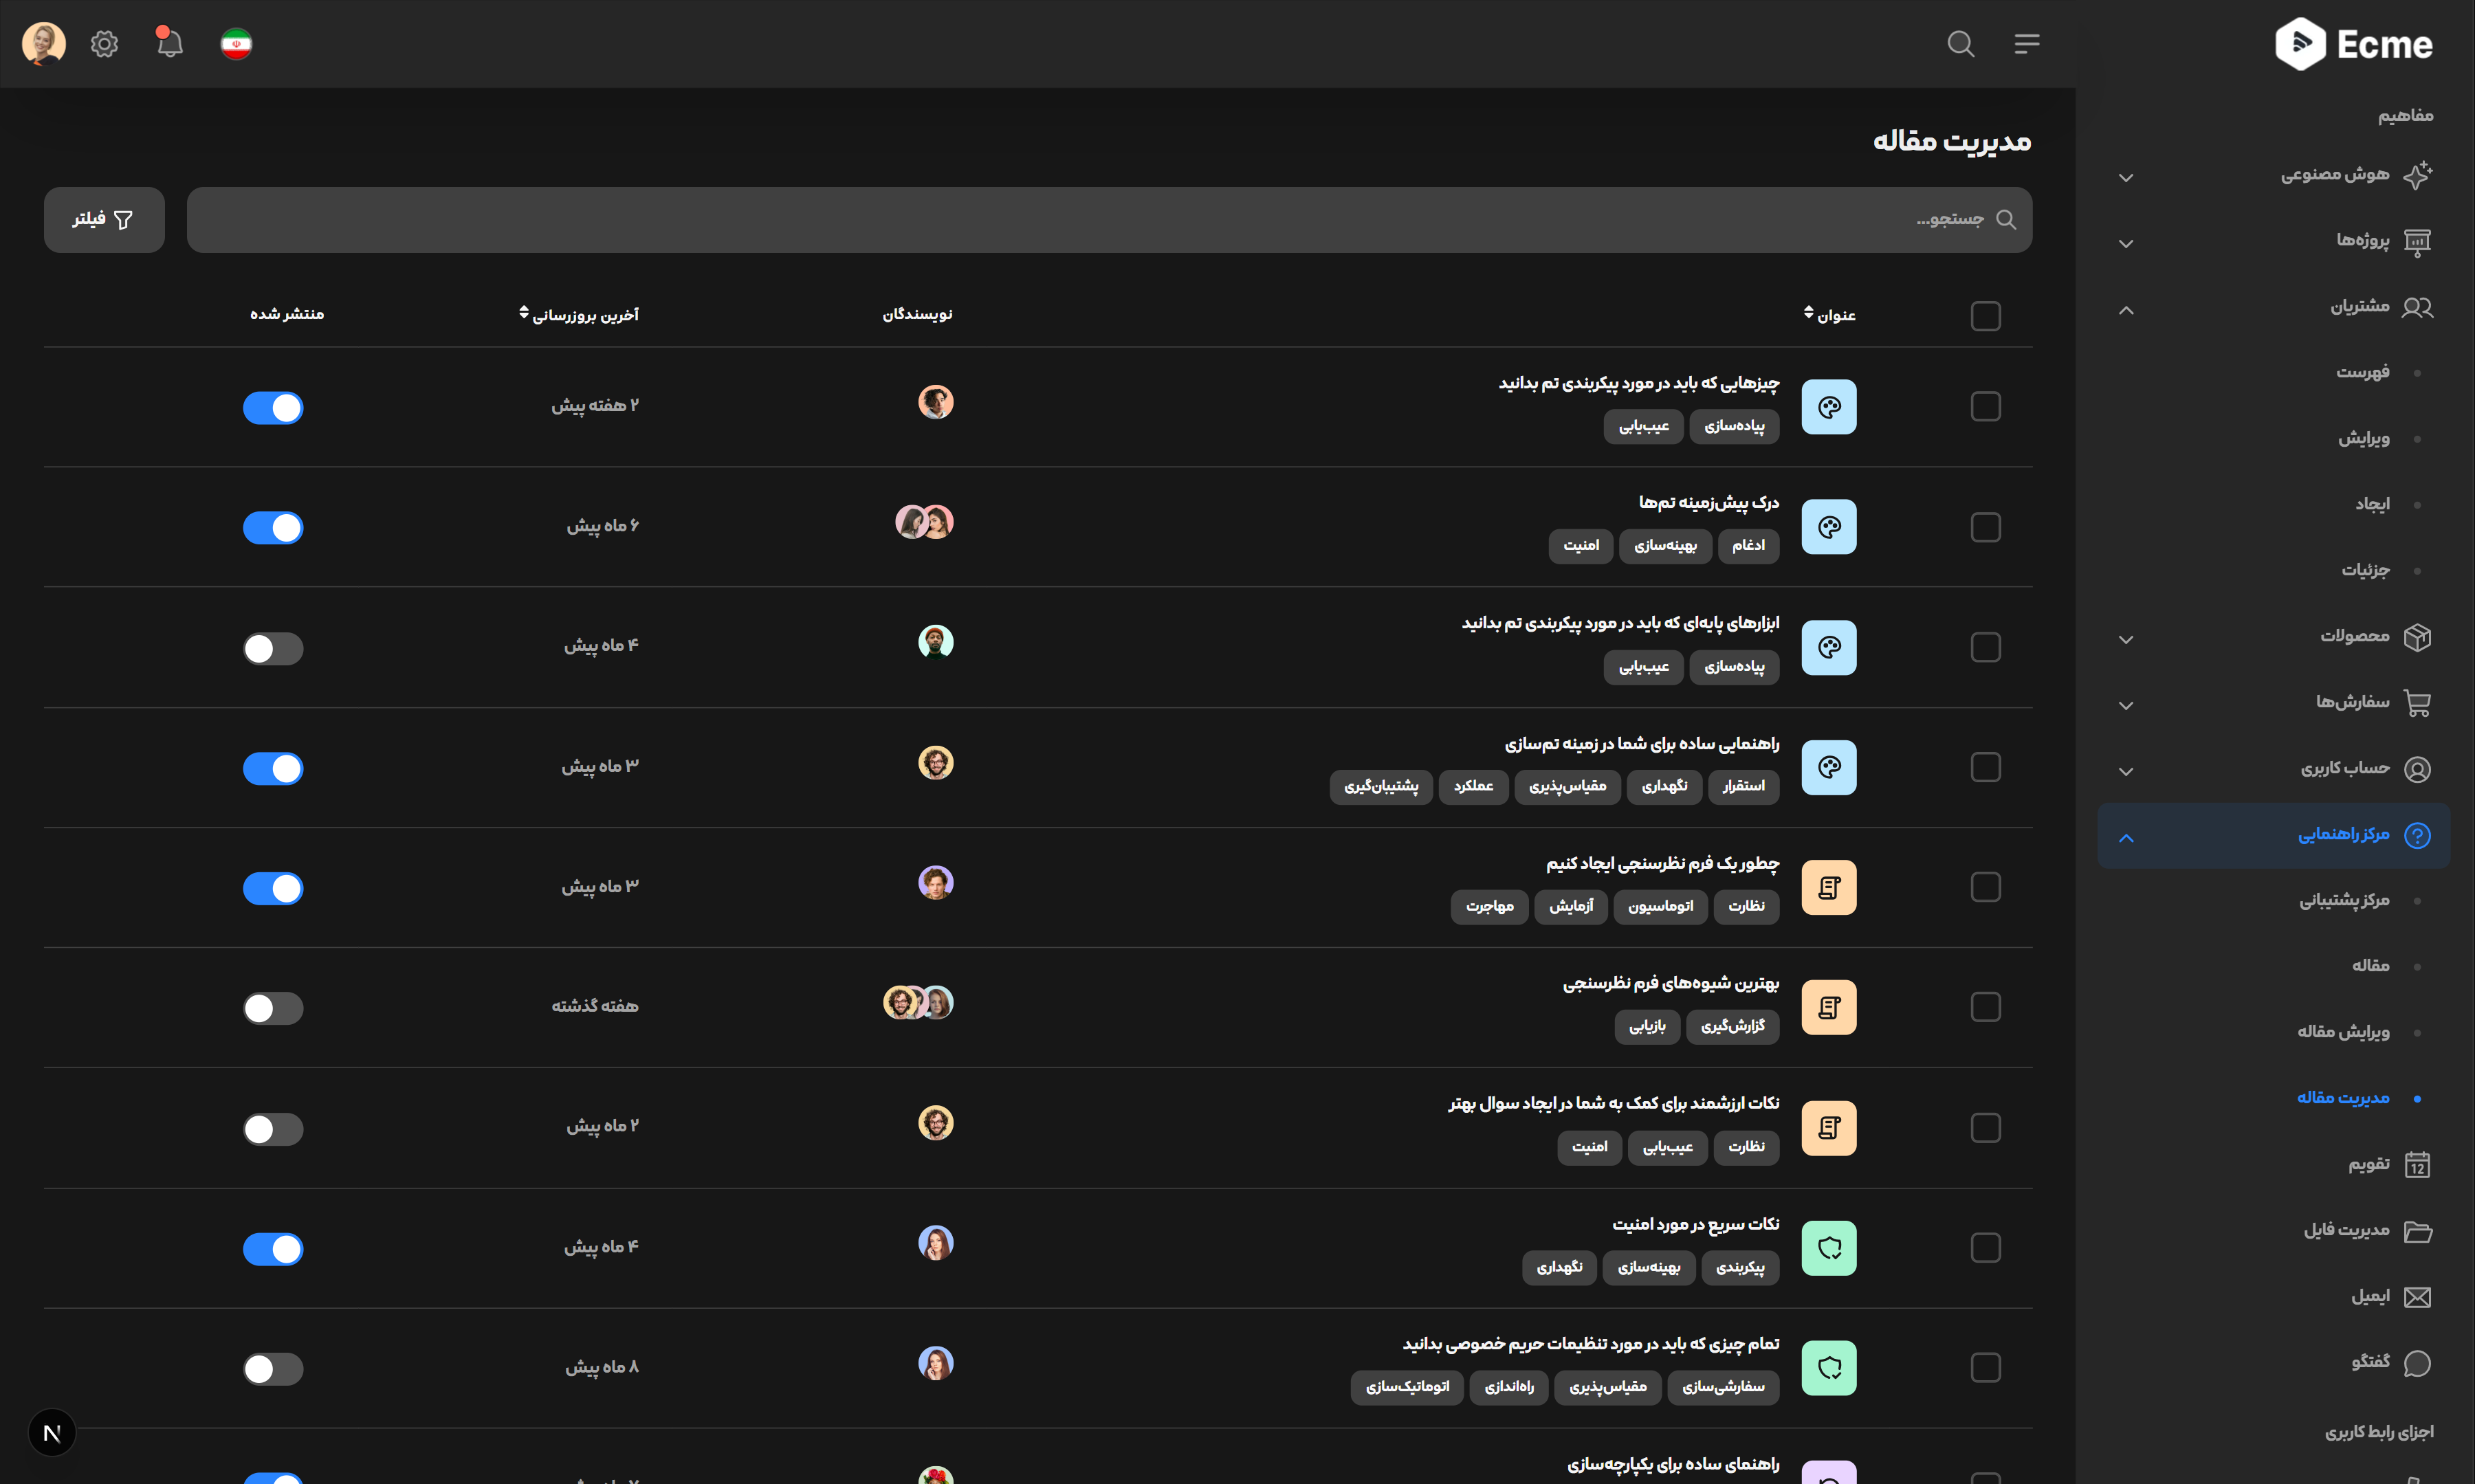 Ecme
مفاهیم
هوش مصنوعی
پروژه‌ها
مشتریان
فهرست
ویرایش
ایجاد
جزئیات
محصولات
سفارش‌ها
حساب کاربری
مرکز راهنمایی
مرکز پشتیبانی
مقاله
ویرایش مقاله
مدیریت مقاله
12
تقویم
مدیریت فایل
ایمیل
گفتگو
اجزای رابط کاربری
مدیریت مقاله
جستجو...
فیلتر
عنوان نویسندگان آخرین بروزرسانی منتشر شده
چیزهایی که باید در مورد پیکربندی تم بدانید
پیاده‌سازی عیب‌یابی
۲ هفته پیش
درک پیش‌زمینه تم‌ها
ادغام بهینه‌سازی امنیت
۶ ماه پیش
ابزارهای پایه‌ای که باید در مورد پیکربندی تم بدانید
پیاده‌سازی عیب‌یابی
۴ ماه پیش
راهنمایی ساده برای شما در زمینه تم‌سازی
استقرار نگهداری مقیاس‌پذیری عملکرد پشتیبان‌گیری
۳ ماه پیش
چطور یک فرم نظرسنجی ایجاد کنیم
نظارت اتوماسیون آزمایش مهاجرت
۳ ماه پیش
بهترین شیوه‌های فرم نظرسنجی
گزارش‌گیری بازیابی
هفته گذشته
نکات ارزشمند برای کمک به شما در ایجاد سوال بهتر
نظارت عیب‌یابی امنیت
۲ ماه پیش
نکات سریع در مورد امنیت
پیکربندی بهینه‌سازی نگهداری
۴ ماه پیش
تمام چیزی که باید در مورد تنظیمات حریم خصوصی بدانید
سفارشی‌سازی مقیاس‌پذیری راه‌اندازی اتوماتیک‌سازی
۸ ماه پیش
راهنمای ساده برای یکپارچه‌سازی
N